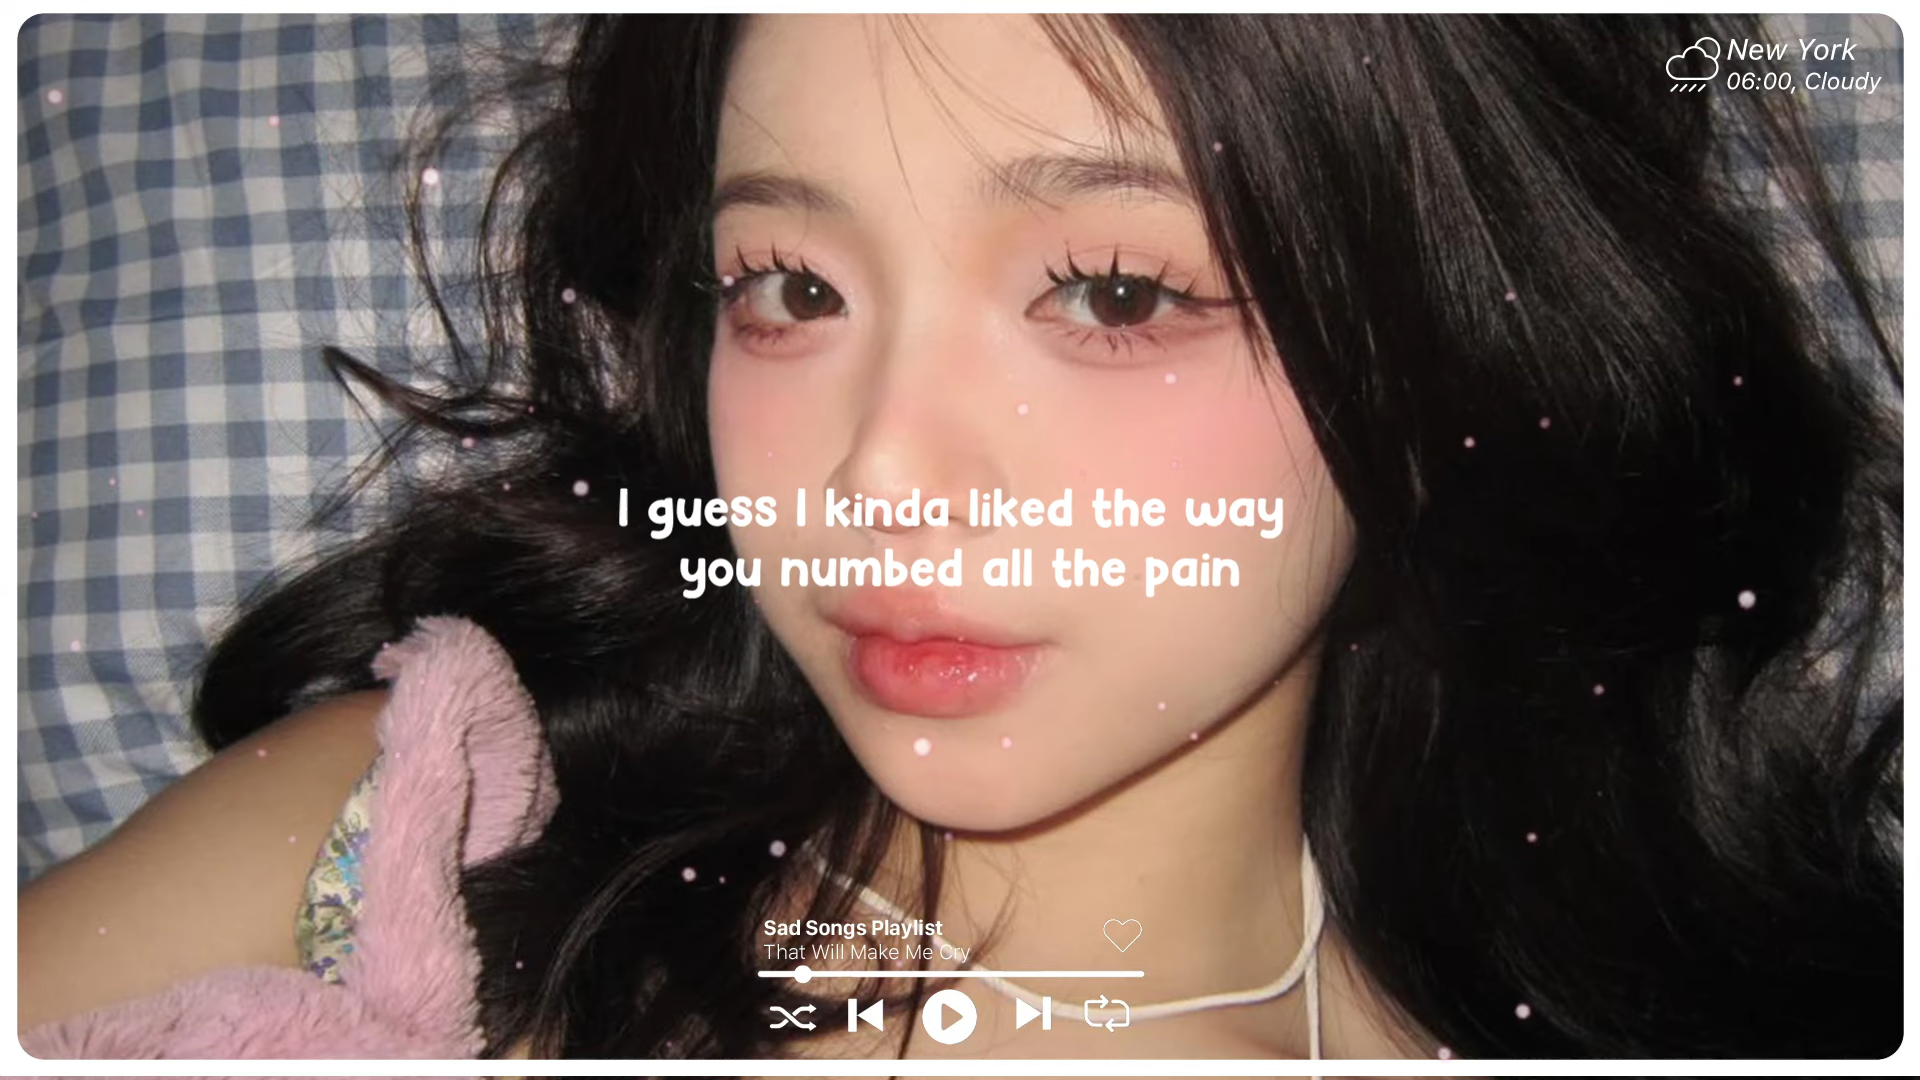 New York
06:00, Cloudy
I guess I kinda liked the way
you numbed all the pain
Sad Songs Playlist
That Will Make Me Cry